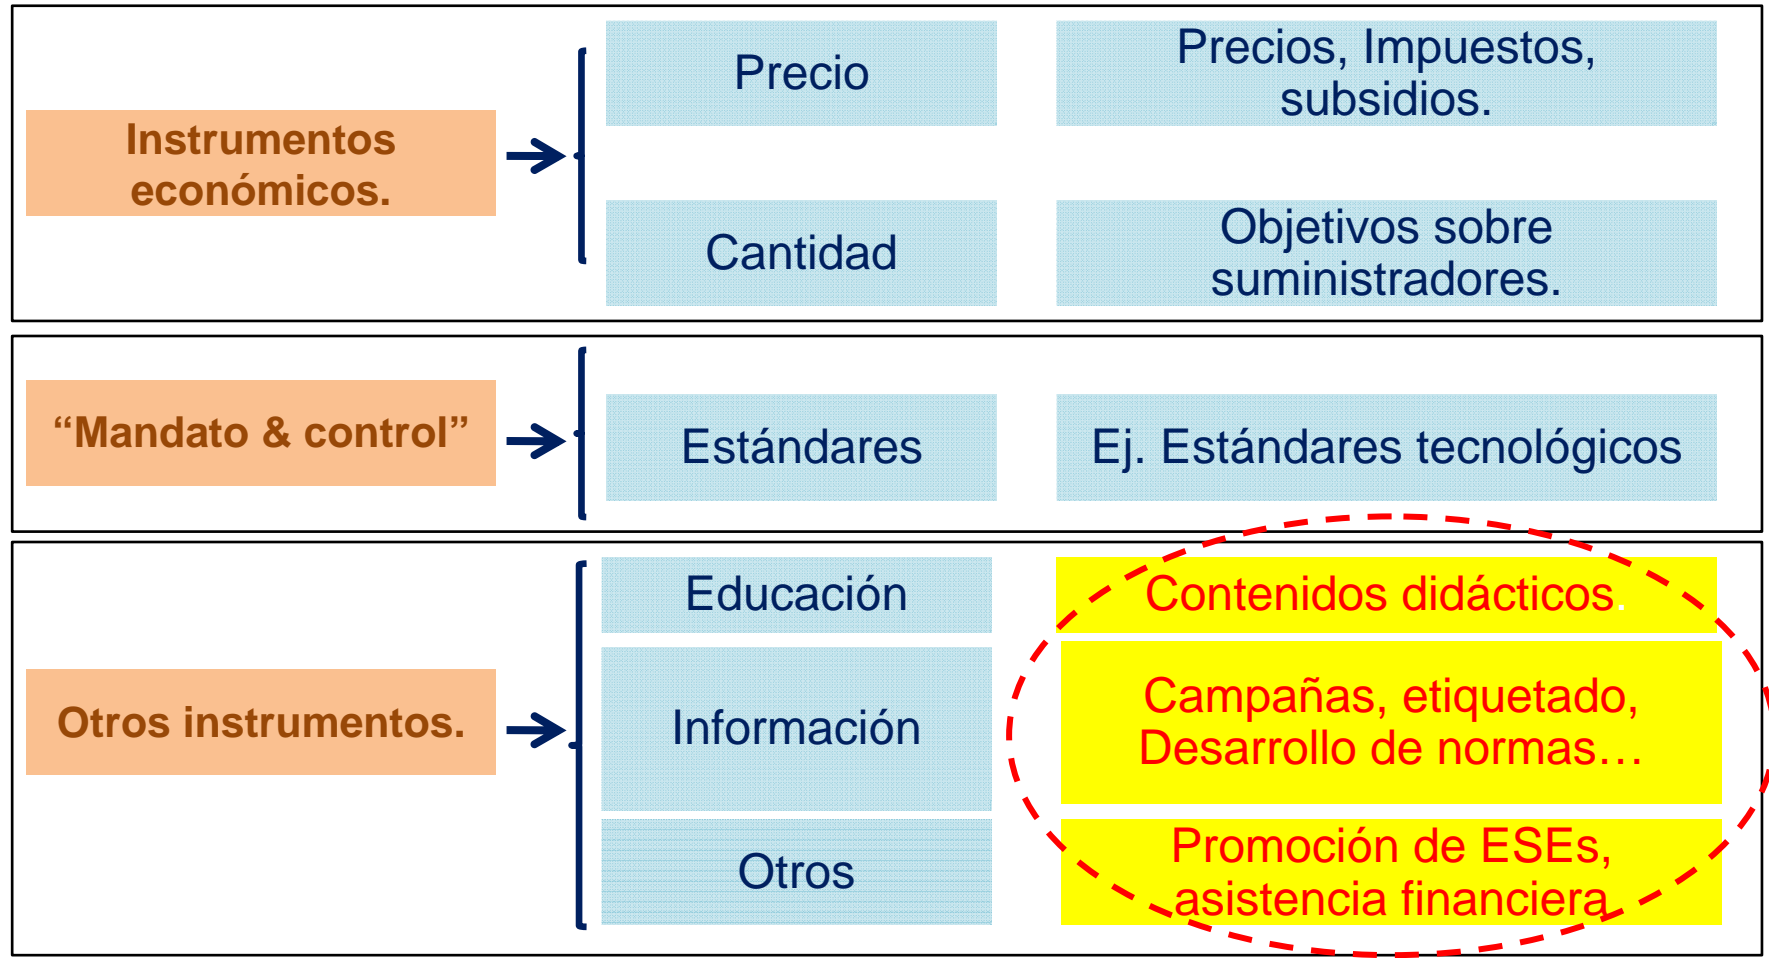 Instrumentos
económicos.
Precio
Precios, Impuestos,
subsidios.
Cantidad
Objetivos sobre
suministradores.
“Mandato & control”
Estándares
Ej. Estándares tecnológicos
Otros instrumentos.
Educación
Contenidos didácticos.
Información
Campañas, etiquetado,
Desarrollo de normas…
Otros
Promoción de ESEs,
asistencia financiera